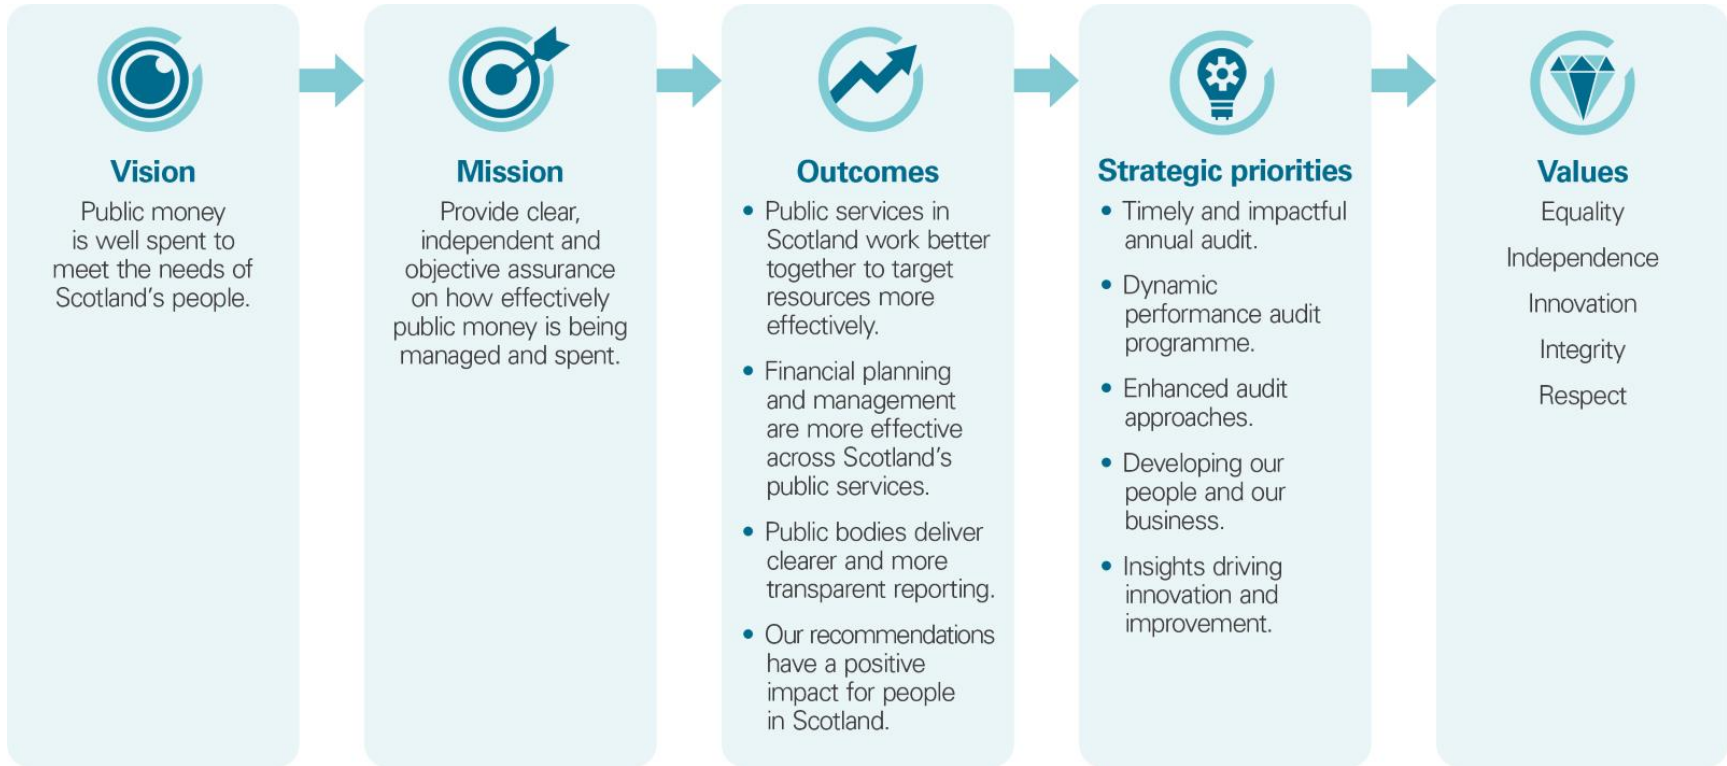 Vision
Public money
is well spent to
meet the needs of
Scotland's people.
Mission
Provide clear,
independent and
objective assurance
on how effectively
public money is being
managed and spent.
Outcomes
• Public services in
Scotland work better
together to target
resources more
effectively.
• Financial planning
and management
are more effective
across Scotland's
public services.
• Public bodies deliver
clearer and more
transparent reporting.
• Our recommendations
have a positive
impact for people
in Scotland.
Strategic priorities
• Timely and impactful
annual audit.
• Dynamic
performance audit
programme.
• Enhanced audit
approaches.
• Developing our
people and our
business.
• Insights driving
innovation and
improvement.
Values
Equality
Independence
Innovation
Integrity
Respect